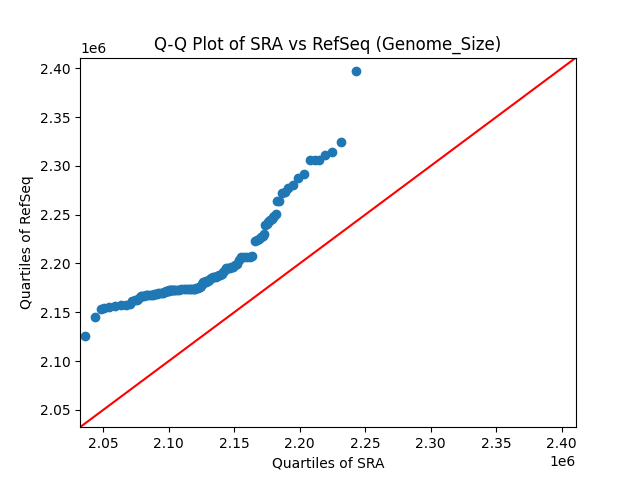 Q-Q Plot of SRA vs RefSeq (Genome_Size)
1e6
2.40
2.35
2.30
2.25
2.20
2.15
2.10
2.05
Quartiles of RefSeq
2.05 2.10 2.15 2.20 2.25 2.30 2.35 2.40
1e6
Quartiles of SRA